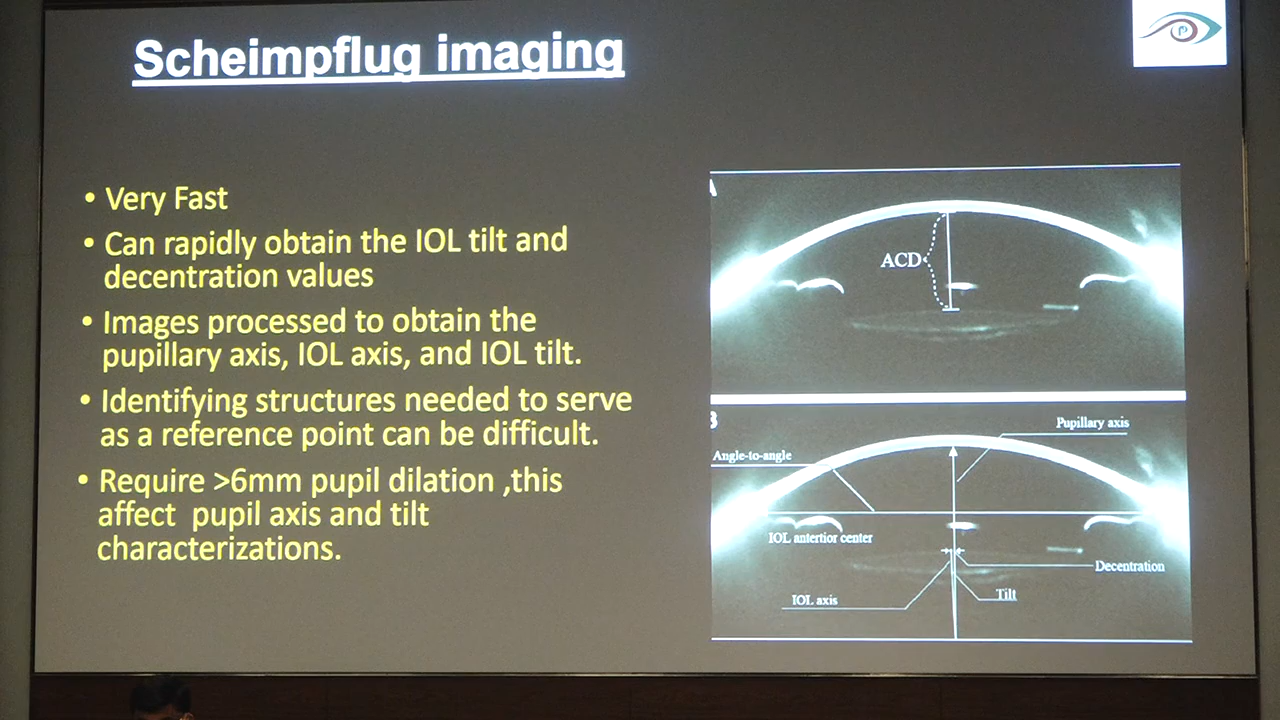 Scheimpflug imaging
• Very Fast
• Can rapidly obtain the IOL tilt and
decentration values
• Images processed to obtain the
pupillary axis, IOL axis, and IOL tilt.
• Identifying structures needed to serve
as a reference point can be difficult.
• Require >6mm pupil dilation ,this
affect pupil axis and tilt
characterizations.
A
ACD
B
Pupillary axis
Angle-to-angle
IOL antertior center
Decentration
Tilt
IOL axis